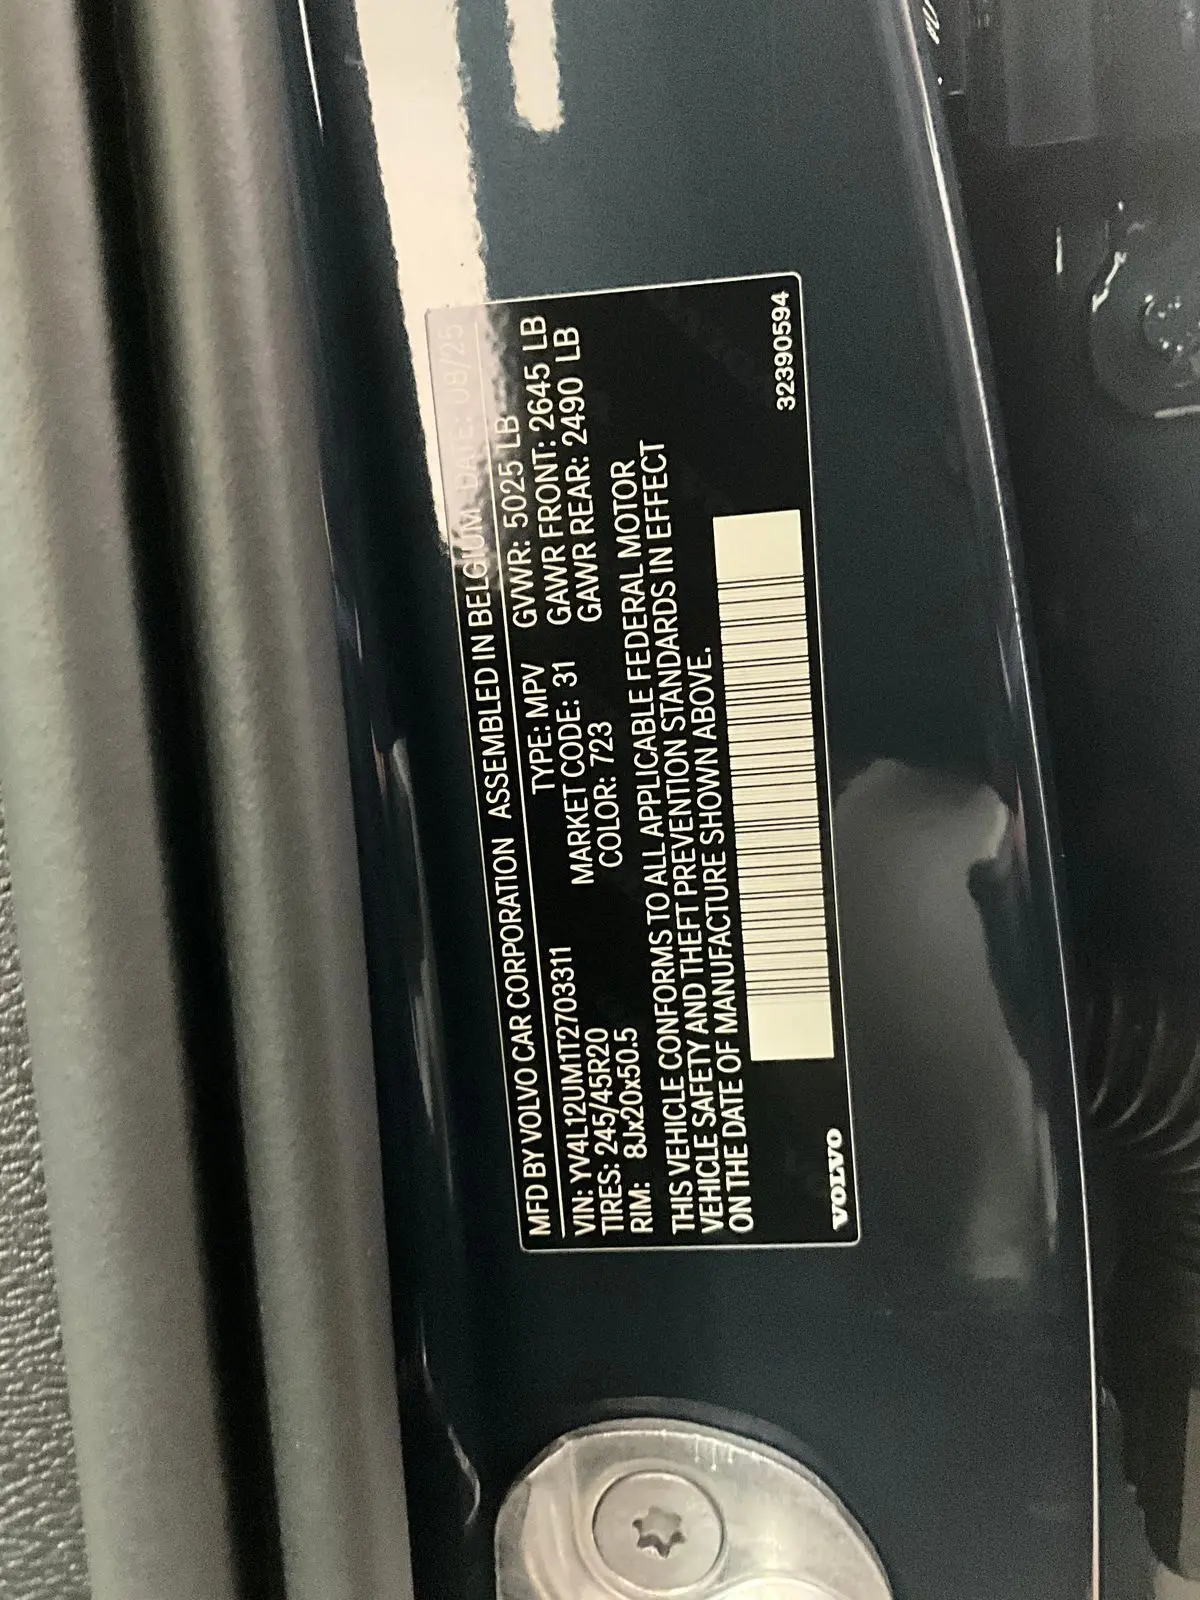 MFD BY VOLVO CAR CORPORATION ASSEMBLED IN BELGIUM DATE: 08/25
VIN: YV4L12UM1T2703311 TYPE: MPV GVWR: 5025 LB
TIRES: 245/45R20 MARKET CODE: 31 GAWR FRONT: 2645 LB
RIM: 8Jx20x50.5 COLOR: 723 GAWR REAR: 2490 LB
THIS VEHICLE CONFORMS TO ALL APPLICABLE FEDERAL MOTOR
VEHICLE SAFETY AND THEFT PREVENTION STANDARDS IN EFFECT
ON THE DATE OF MANUFACTURE SHOWN ABOVE.
VOLVO 32390594